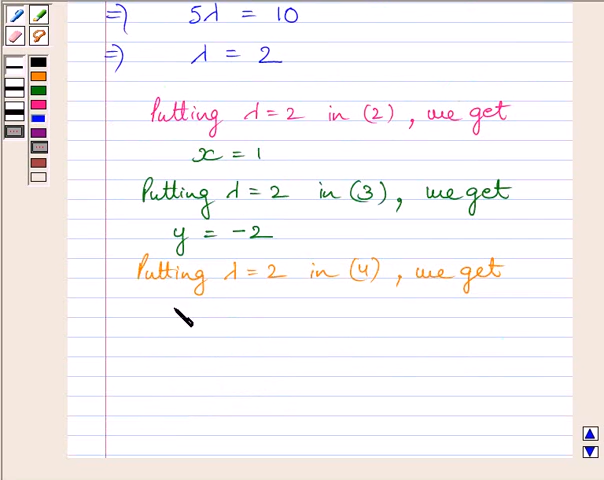 ⇒ 5λ = 10
⇒ λ = 2
Putting λ = 2 in (2), we get
x = 1
Putting λ = 2 in (3), we get
y = -2
Putting λ = 2 in (4), we get